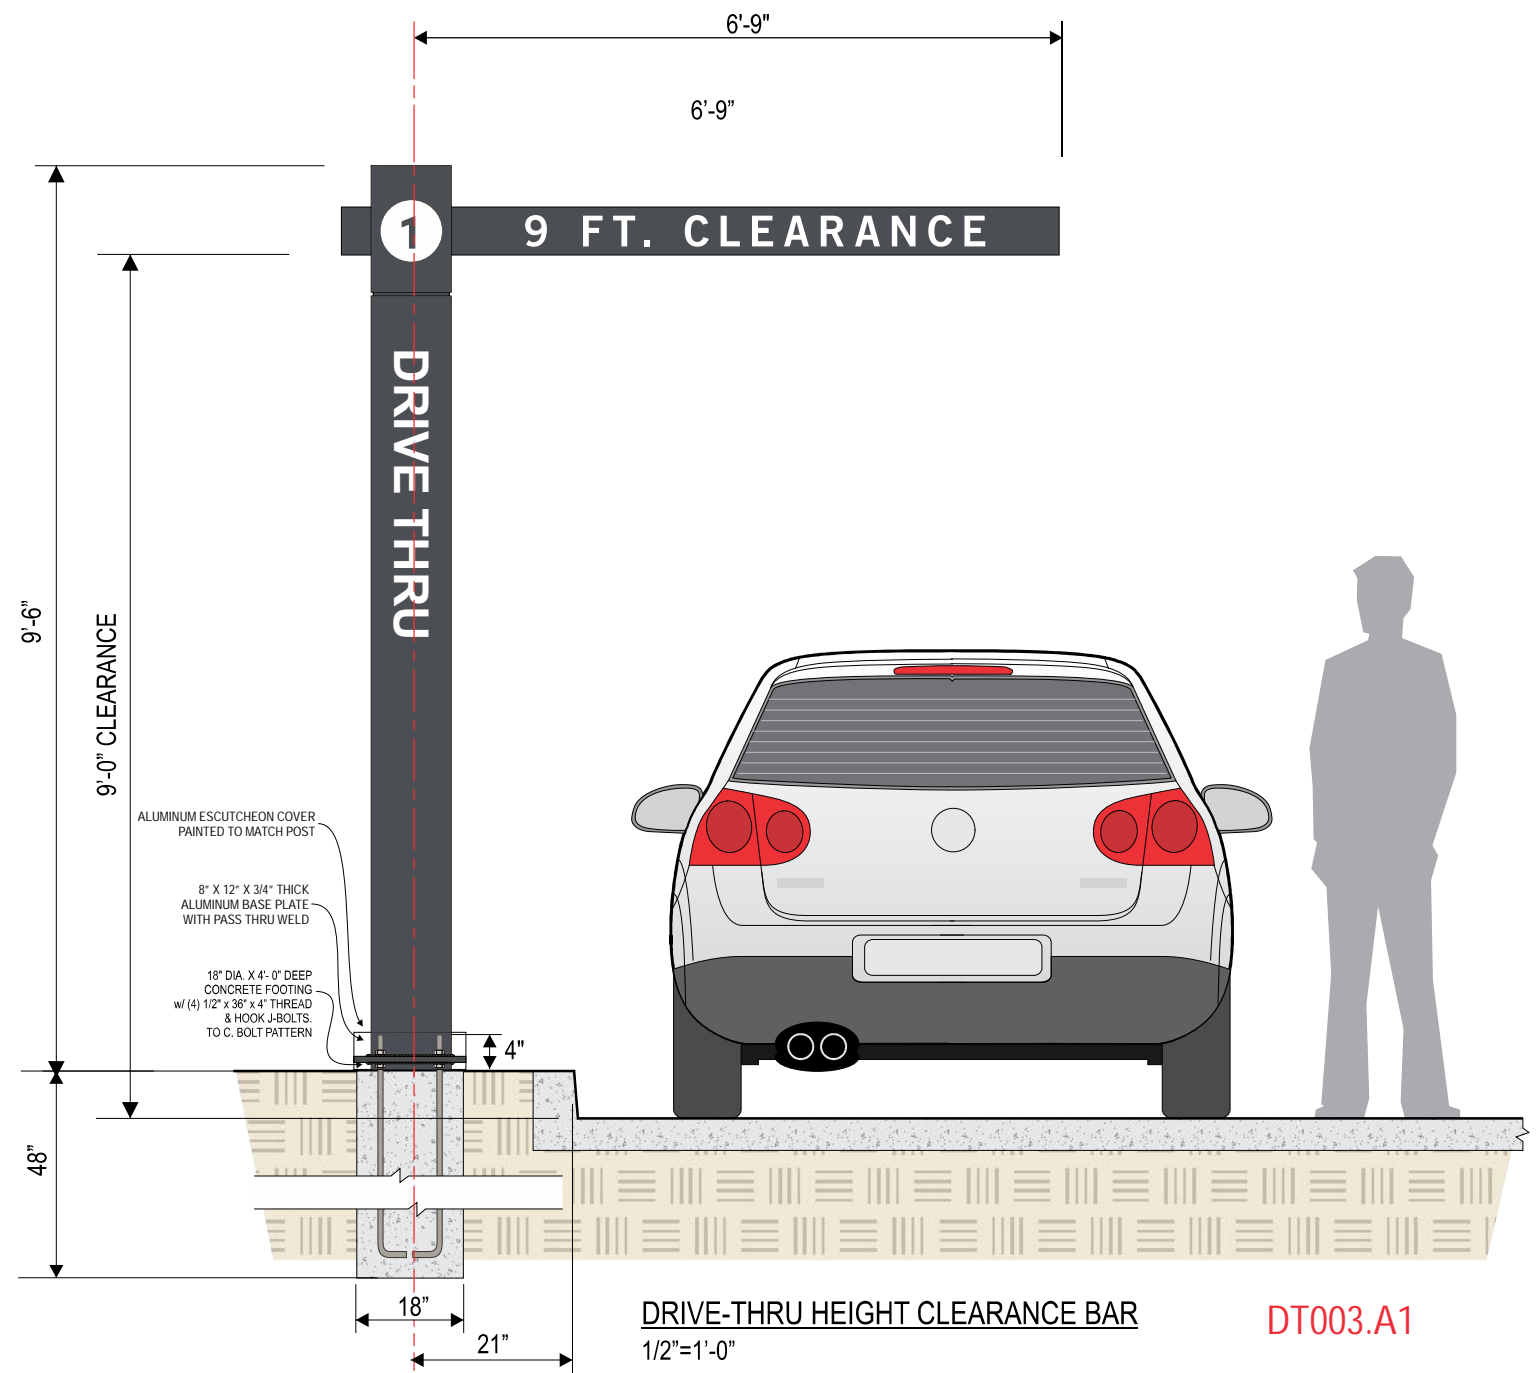 6'-9"
6'-9”
1
9 FT. CLEARANCE
DRIVE THRU
9'-6”
9'-0” CLEARANCE
ALUMINUM ESCUTCHEON COVER
PAINTED TO MATCH POST
8" X 12" X 3/4" THICK
ALUMINUM BASE PLATE
WITH PASS THRU WELD
18" DIA. X 4'- 0" DEEP
CONCRETE FOOTING
w/ (4) 1/2" x 36" x 4" THREAD
& HOOK J-BOLTS.
TO C. BOLT PATTERN
4"
48”
18”
21”
DRIVE-THRU HEIGHT CLEARANCE BAR
1/2”=1'-0”
DT003.A1